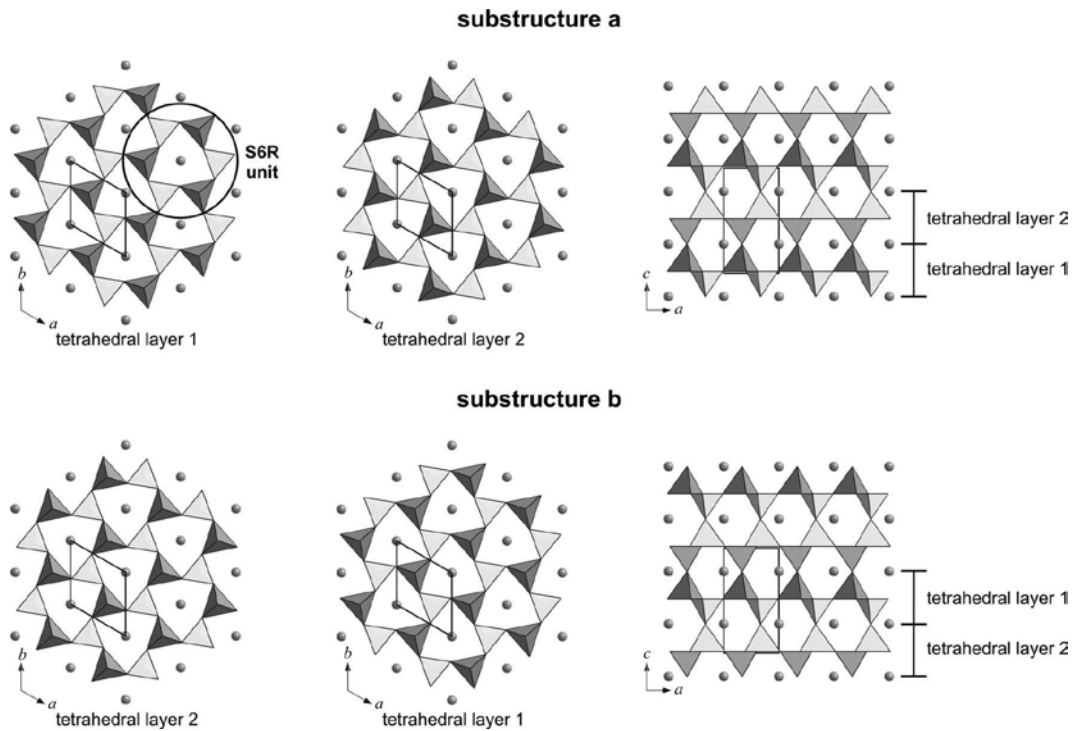 substructure a
S6R
unit
b
a
tetrahedral layer 1
b
a
tetrahedral layer 2
c
a
tetrahedral layer 2
tetrahedral layer 1
substructure b
b
a
tetrahedral layer 2
b
a
tetrahedral layer 1
c
a
tetrahedral layer 1
tetrahedral layer 2